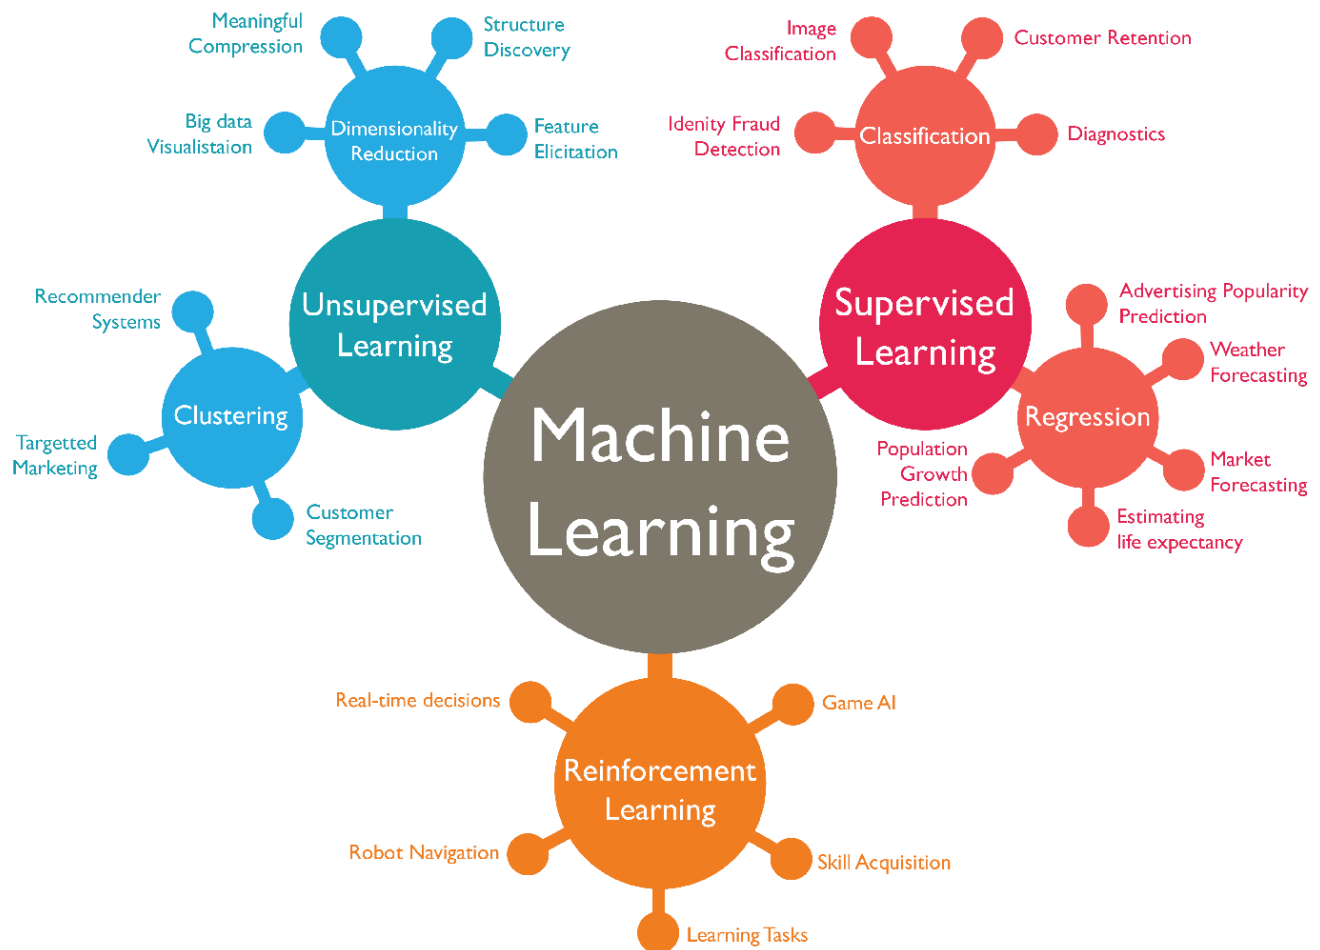 Meaningful
Compression
Structure
Discovery
Big data
Visualistaion
Dimensionality
Reduction
Feature
Elicitation
Image
Classification
Customer Retention
Idenity Fraud
Detection
Classification
Diagnostics
Recommender
Systems
Unsupervised
Learning
Clustering
Targetted
Marketing
Customer
Segmentation
Machine
Learning
Supervised
Learning
Advertising Popularity
Prediction
Weather
Forecasting
Regression
Population
Growth
Prediction
Market
Forecasting
Estimating
life expectancy
Real-time decisions
Game AI
Reinforcement
Learning
Robot Navigation
Skill Acquisition
Learning Tasks